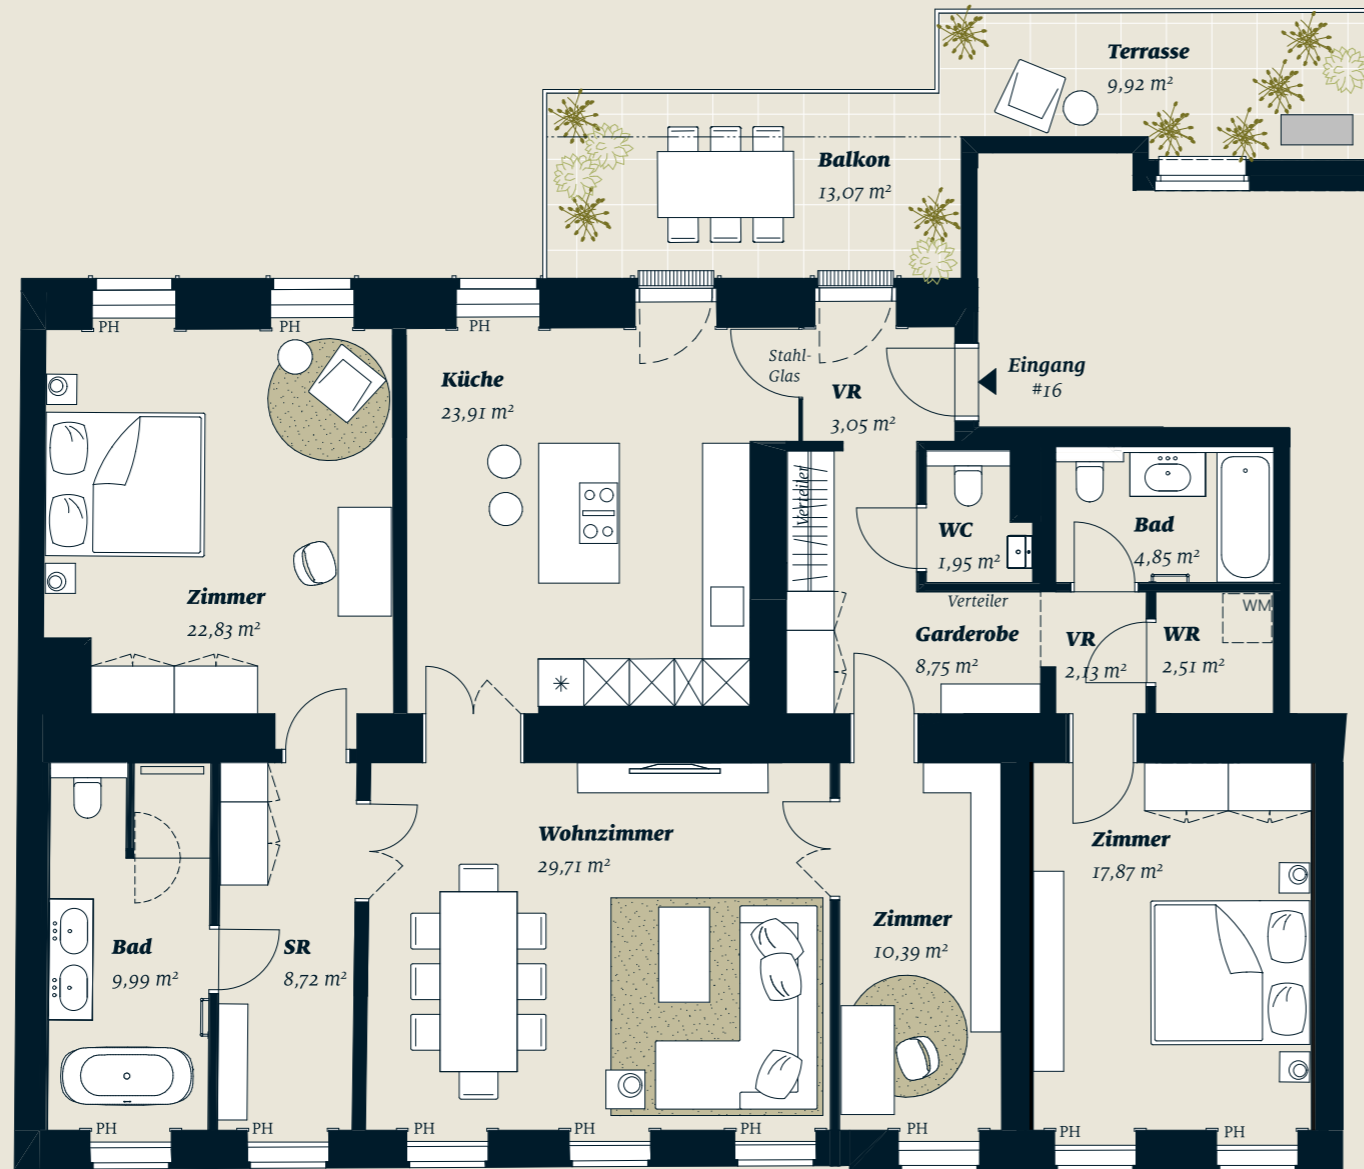 Terrasse
9,92 m²
Balkon
13,07 m²
PH
PH
PH
Stahl-
Glas
Eingang
#16
Küche
23,91 m²
VR
3,05 m²
Verteiler
WC
1,95 m²
Bad
4,85 m²
Zimmer
22,83 m²
Verteiler
WM
Garderobe
8,75 m²
VR
2,13 m²
WR
2,51 m²
Wohnzimmer
29,71 m²
Zimmer
17,87 m²
Zimmer
10,39 m²
Bad
9,99 m²
SR
8,72 m²
PH
PH
PH
PH
PH
PH
PH
PH